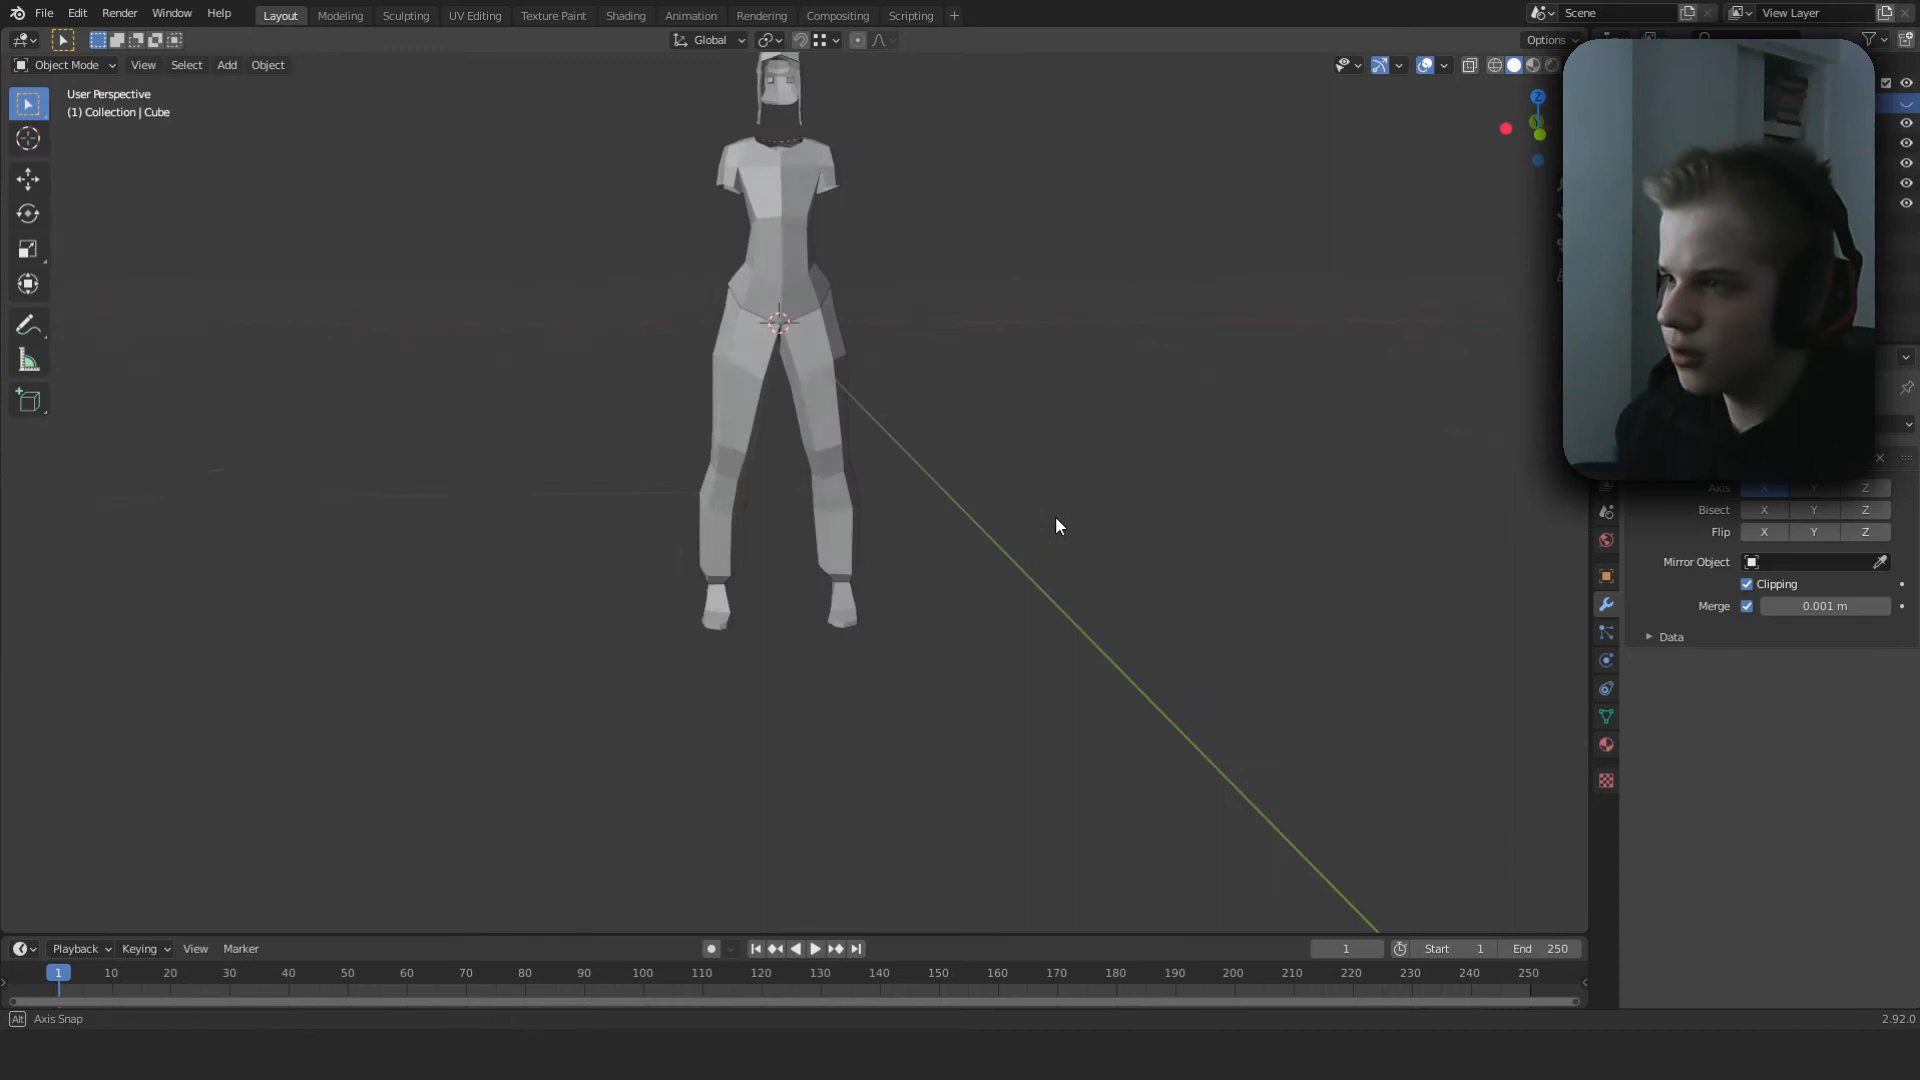 File Edit Render Window Help Layout Modeling Sculpting UV Editing Texture Paint Shading Animation Rendering Compositing Scripting + Scene View Layer
Global Options
Object Mode View Select Add Object
User Perspective
(1) Collection | Cube
Z
Axis X Y Z
Bisect X Y Z
Flip X Y Z
Mirror Object
Clipping
Merge 0.001 m
Data
Playback Keying View Marker 1 Start 1 End 250
1 10 20 30 40 50 60 70 80 90 100 110 120 130 140 150 160 170 180 190 200 210 220 230 240 250
Alt Axis Snap 2.92.0